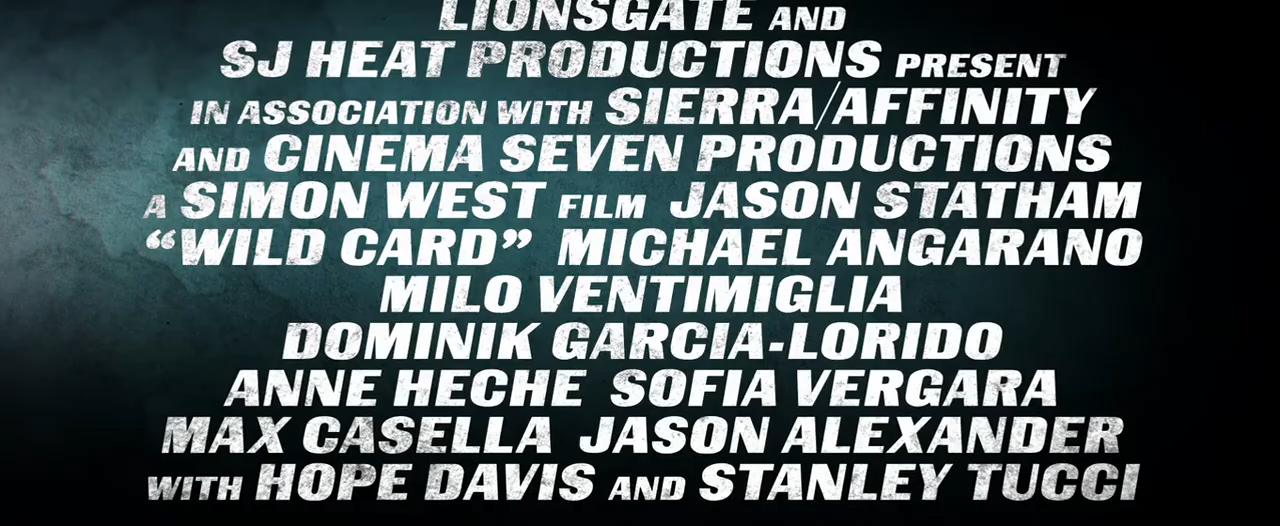 LIONSGATE AND
SJ HEAT PRODUCTIONS PRESENT
IN ASSOCIATION WITH SIERRA/AFFINITY
AND CINEMA SEVEN PRODUCTIONS
A SIMON WEST FILM JASON STATHAM
“WILD CARD” MICHAEL ANGARANO
MILO VENTIMIGLIA
DOMINIK GARCIA-LORIDO
ANNE HECHE SOFIA VERGARA
MAX CASELLA JASON ALEXANDER
WITH HOPE DAVIS AND STANLEY TUCCI